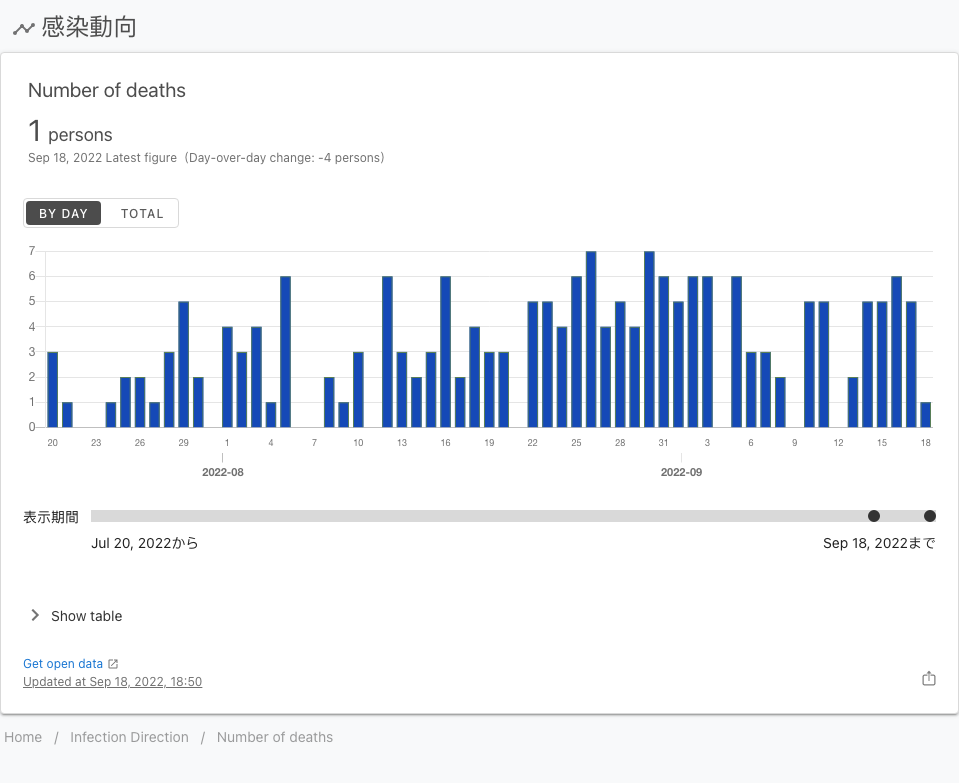 感染動向
Number of deaths
1 persons
Sep 18, 2022 Latest figure (Day-over-day change: -4 persons)
BY DAY TOTAL
7
6
5
4
3
2
1
0
20 23 26 29 1 4 7 10 13 16 19 22 25 28 31 3 6 9 12 15 18
2022-08 2022-09
表示期間
Jul 20, 2022から Sep 18, 2022まで
Show table
Get open data
Updated at Sep 18, 2022, 18:50
Home / Infection Direction / Number of deaths